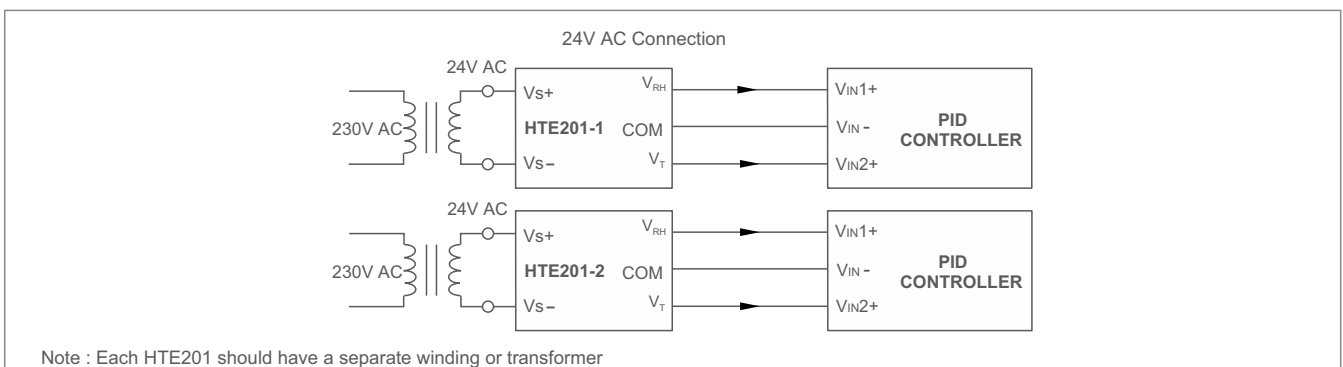 24V AC Connection
24V AC
Vs+
VRH
VIN1+
230V AC
HTE201-1
COM
VIN -
PID
CONTROLLER
Vs–
VT
VIN2+
24V AC
Vs+
VRH
VIN1+
230V AC
HTE201-2
COM
VIN -
PID
CONTROLLER
Vs–
VT
VIN2+
Note : Each HTE201 should have a separate winding or transformer